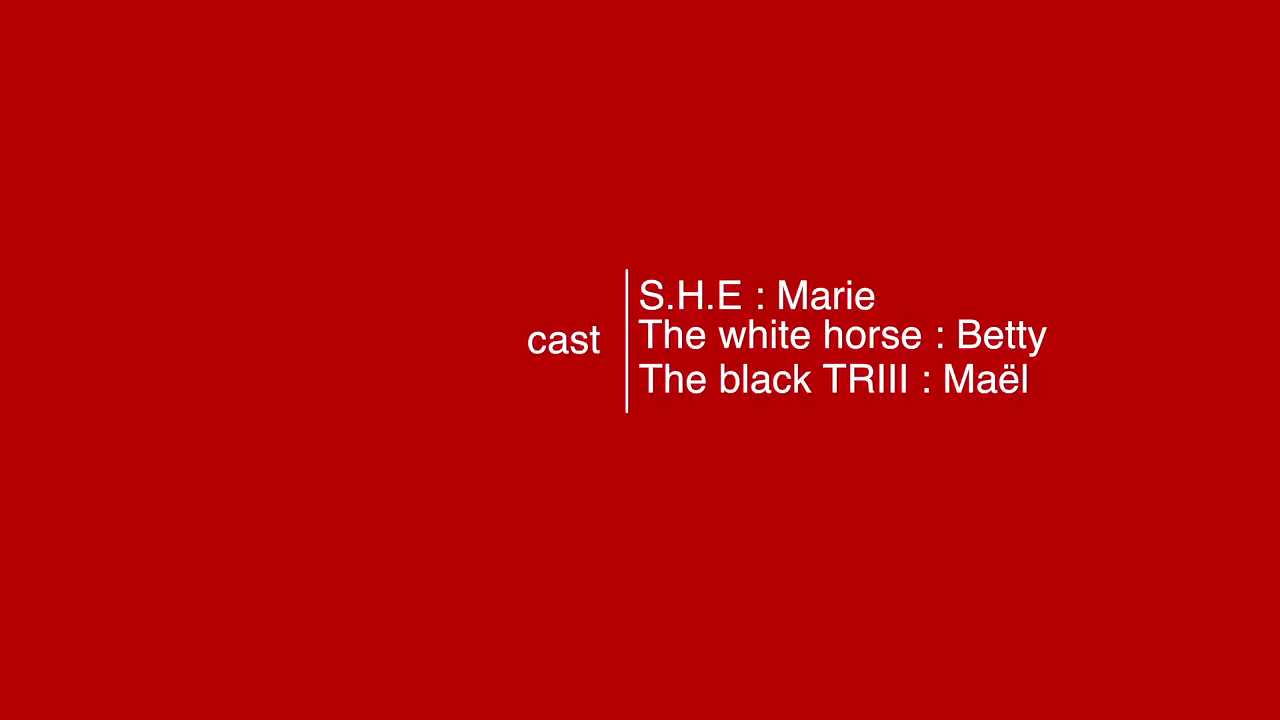 S.H.E : Marie
cast
The white horse : Betty
The black TRIII : Maël